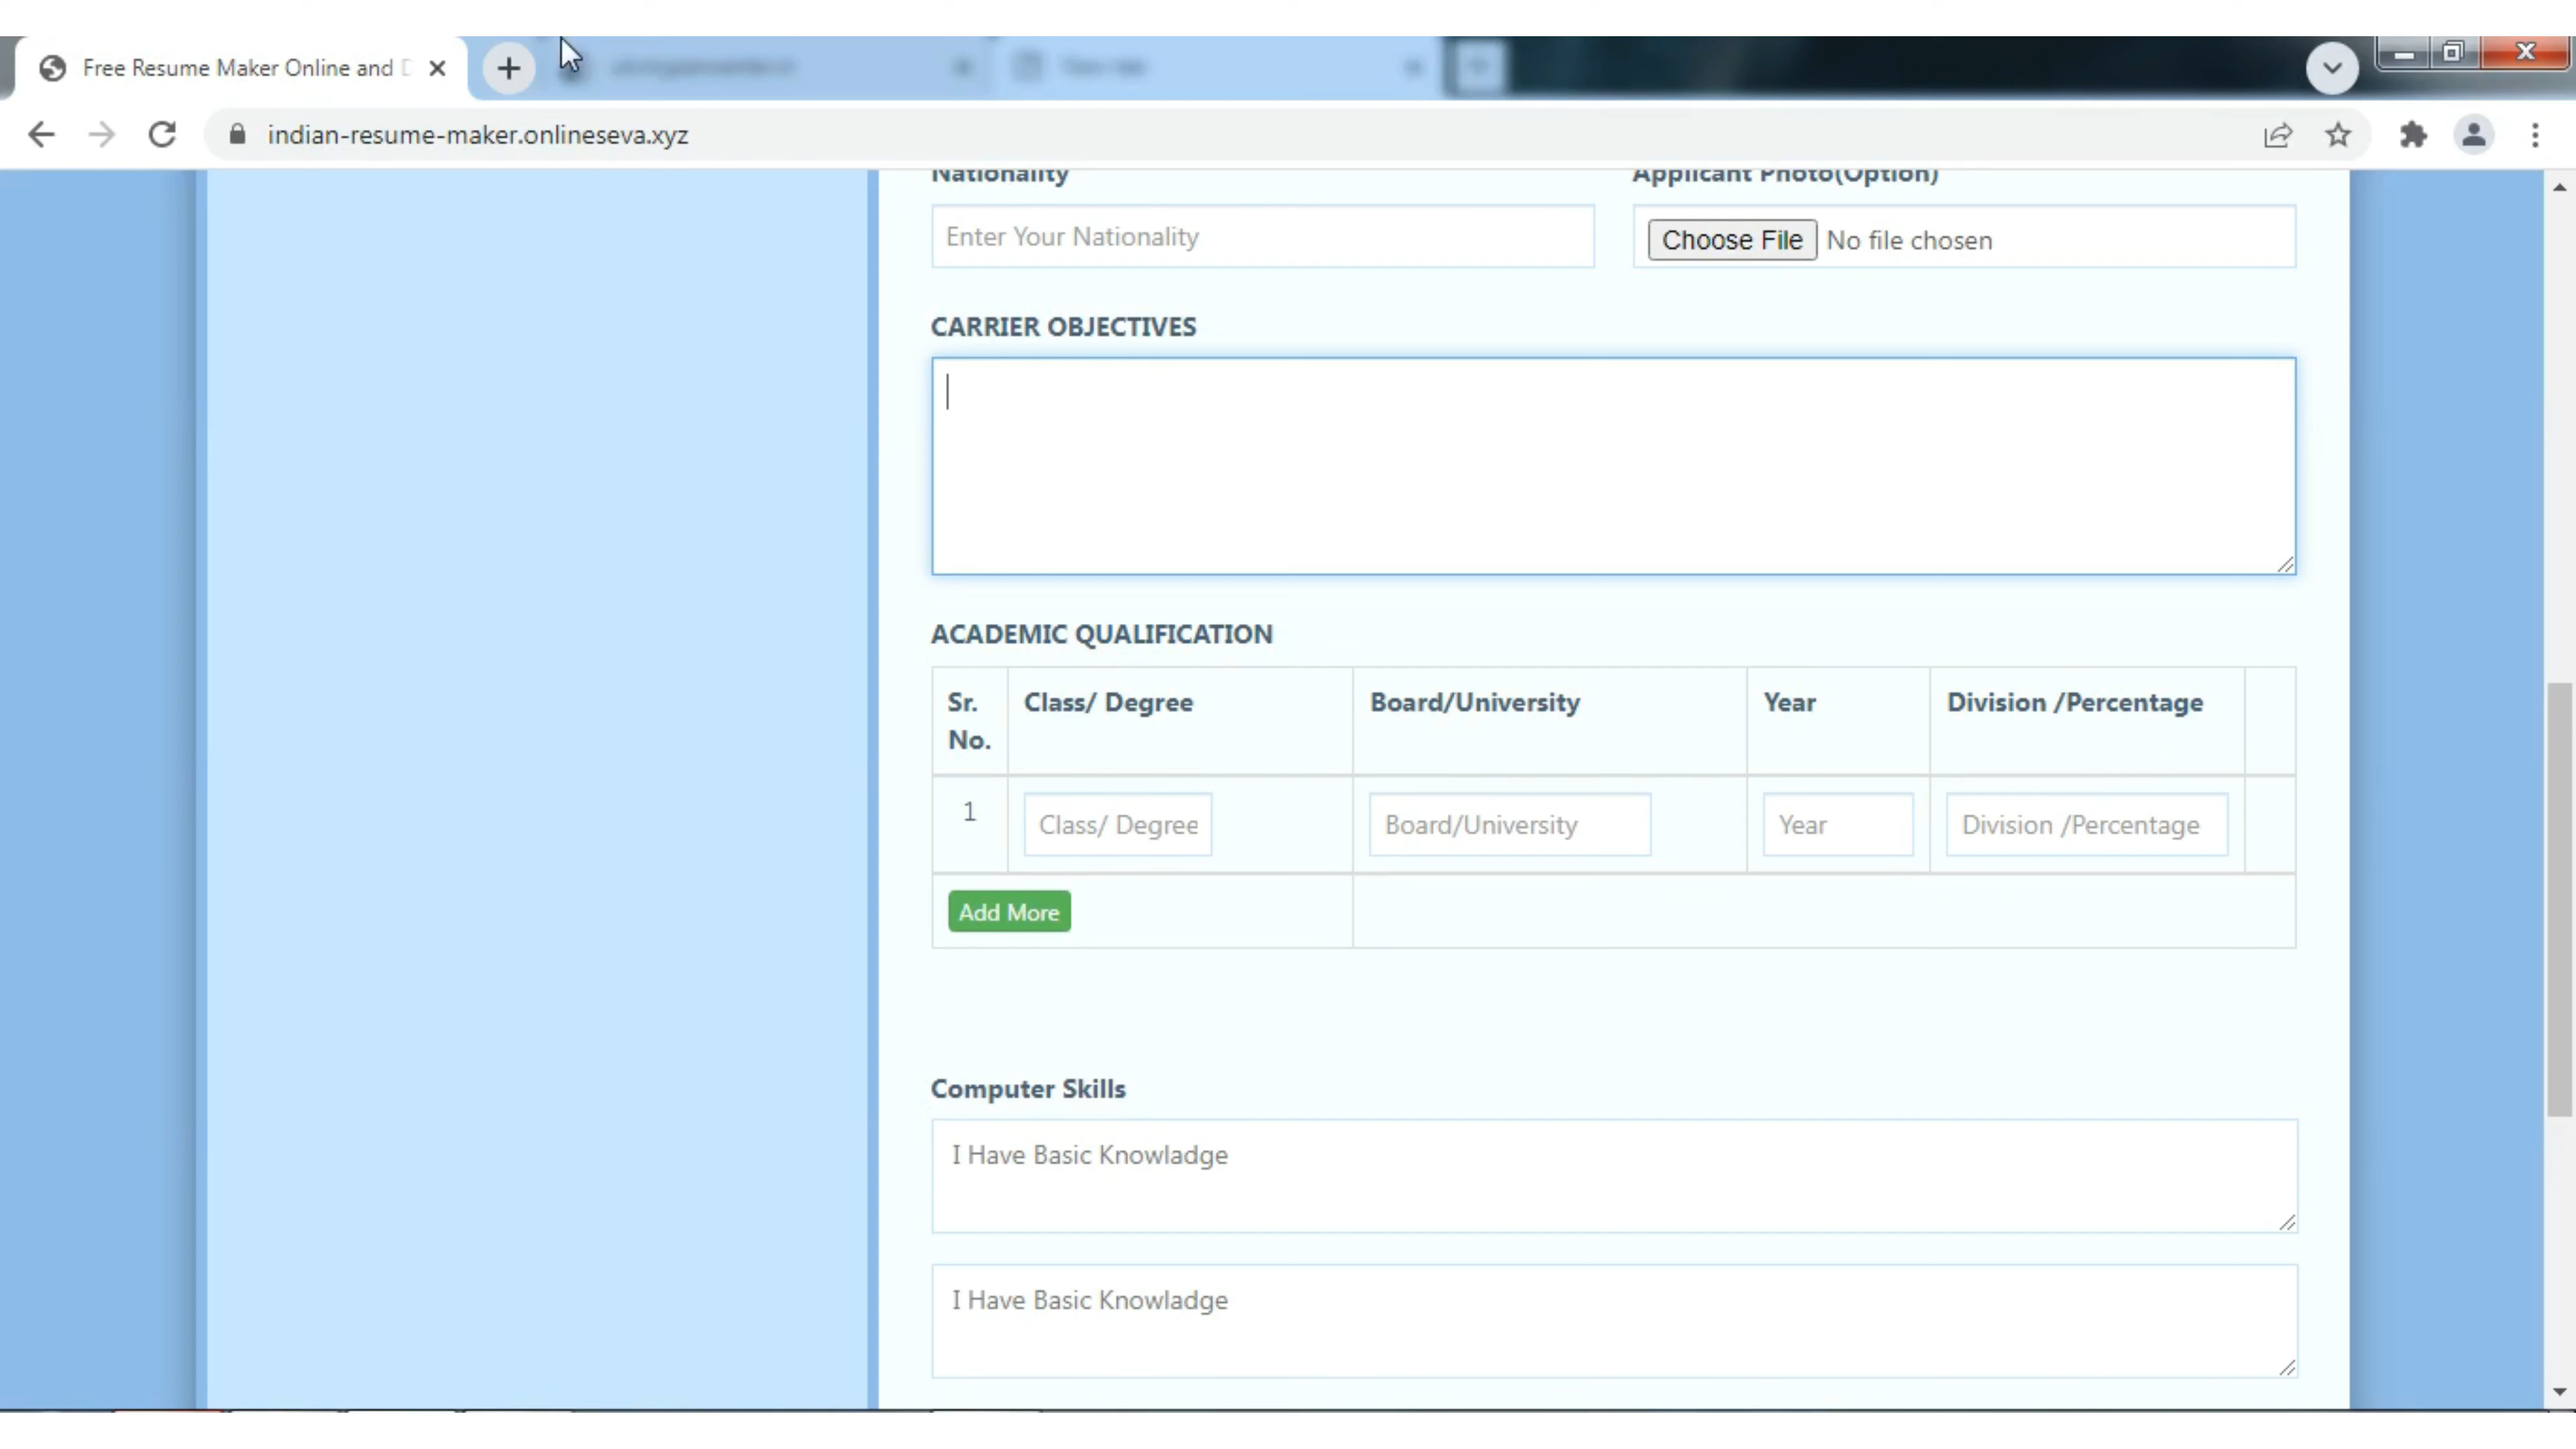 Free Resume Maker Online and
indian-resume-maker.onlineseva.xyz
Nationality
Applicant Photo(Option)
Enter Your Nationality
Choose File No file chosen
CARRIER OBJECTIVES
ACADEMIC QUALIFICATION
Sr. No. Class/ Degree Board/University Year Division /Percentage
1 Class/ Degree Board/University Year Division /Percentage
Add More
Computer Skills
I Have Basic Knowladge
I Have Basic Knowladge